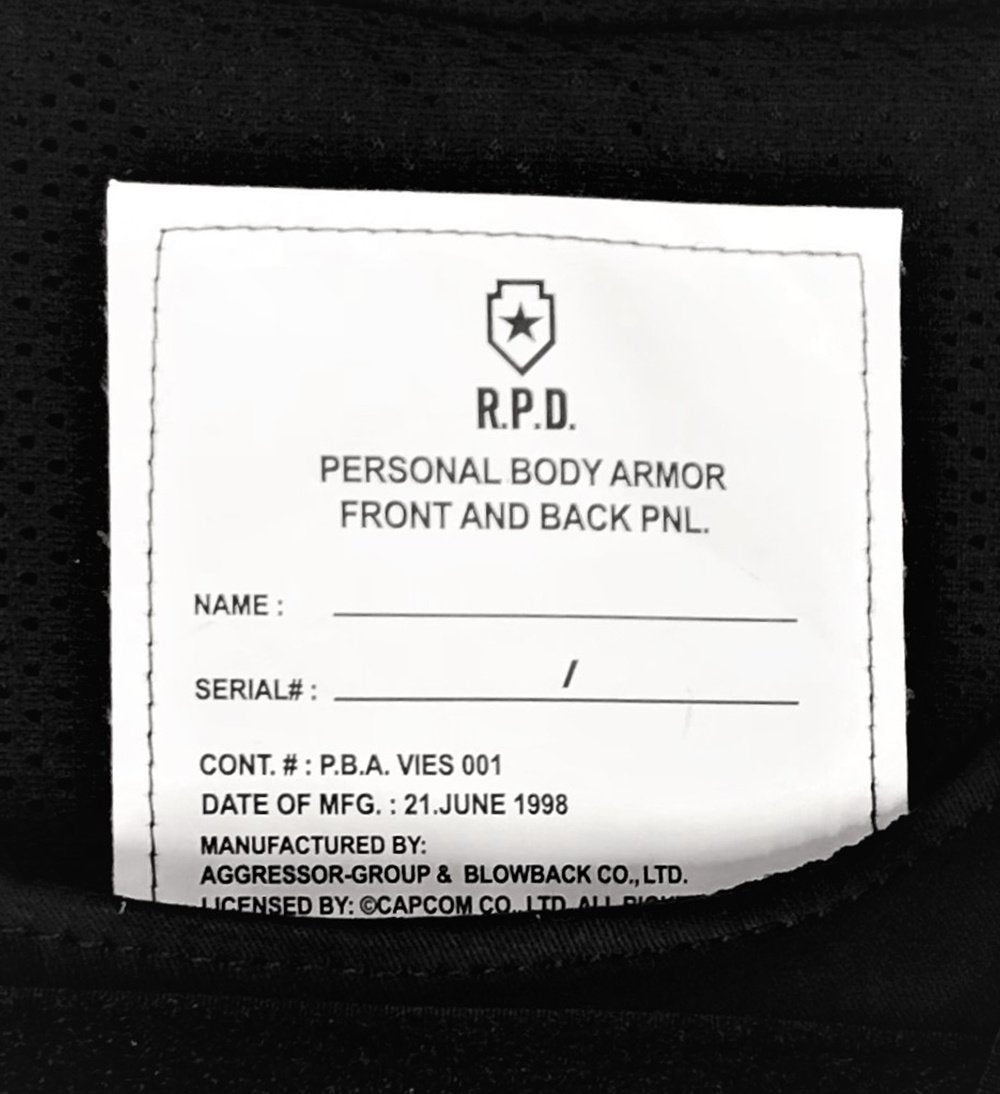 R.P.D.
PERSONAL BODY ARMOR
FRONT AND BACK PNL.
NAME :
SERIAL# : /
CONT. # : P.B.A. VIES 001
DATE OF MFG. : 21.JUNE 1998
MANUFACTURED BY:
AGGRESSOR-GROUP & BLOWBACK CO.,LTD.
LICENSED BY: ©CAPCOM CO.,LTD. ALL